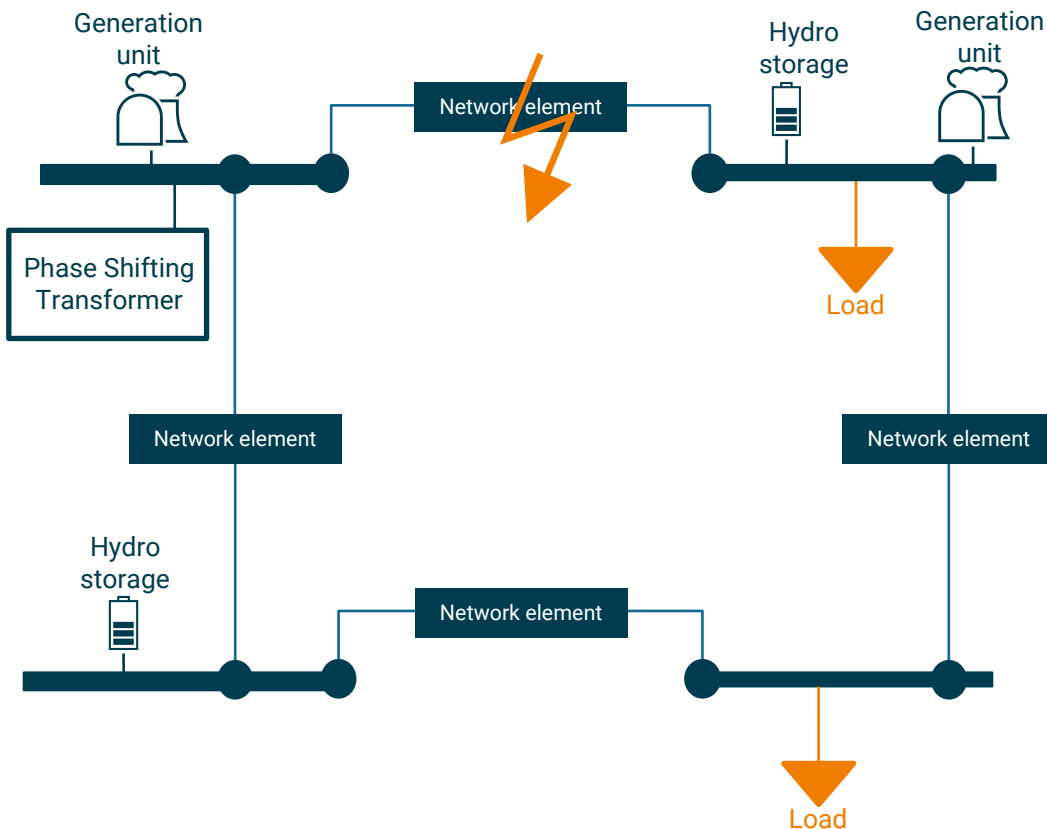 Generation
unit
Hydro
storage
Generation
unit
Network element
Phase Shifting
Transformer
Load
Network element
Network element
Hydro
storage
Network element
Load